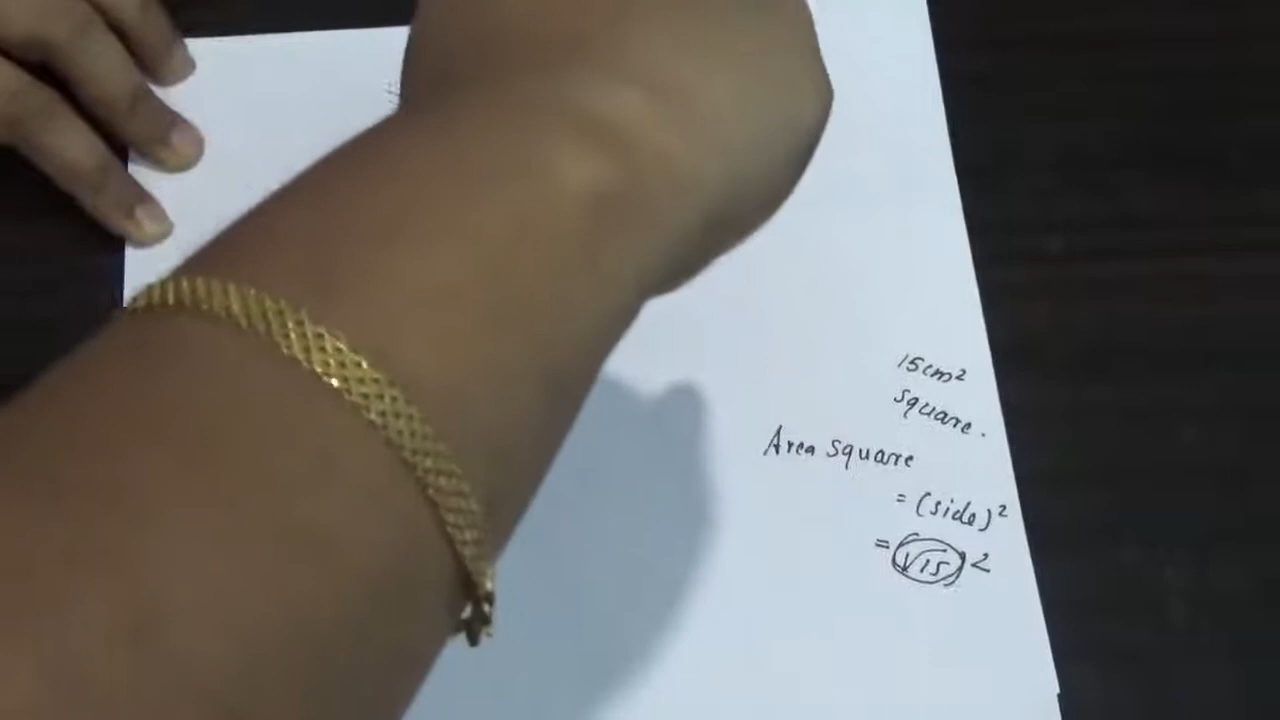 15cm²
square.
Area square
= (side)²
= (√15)²